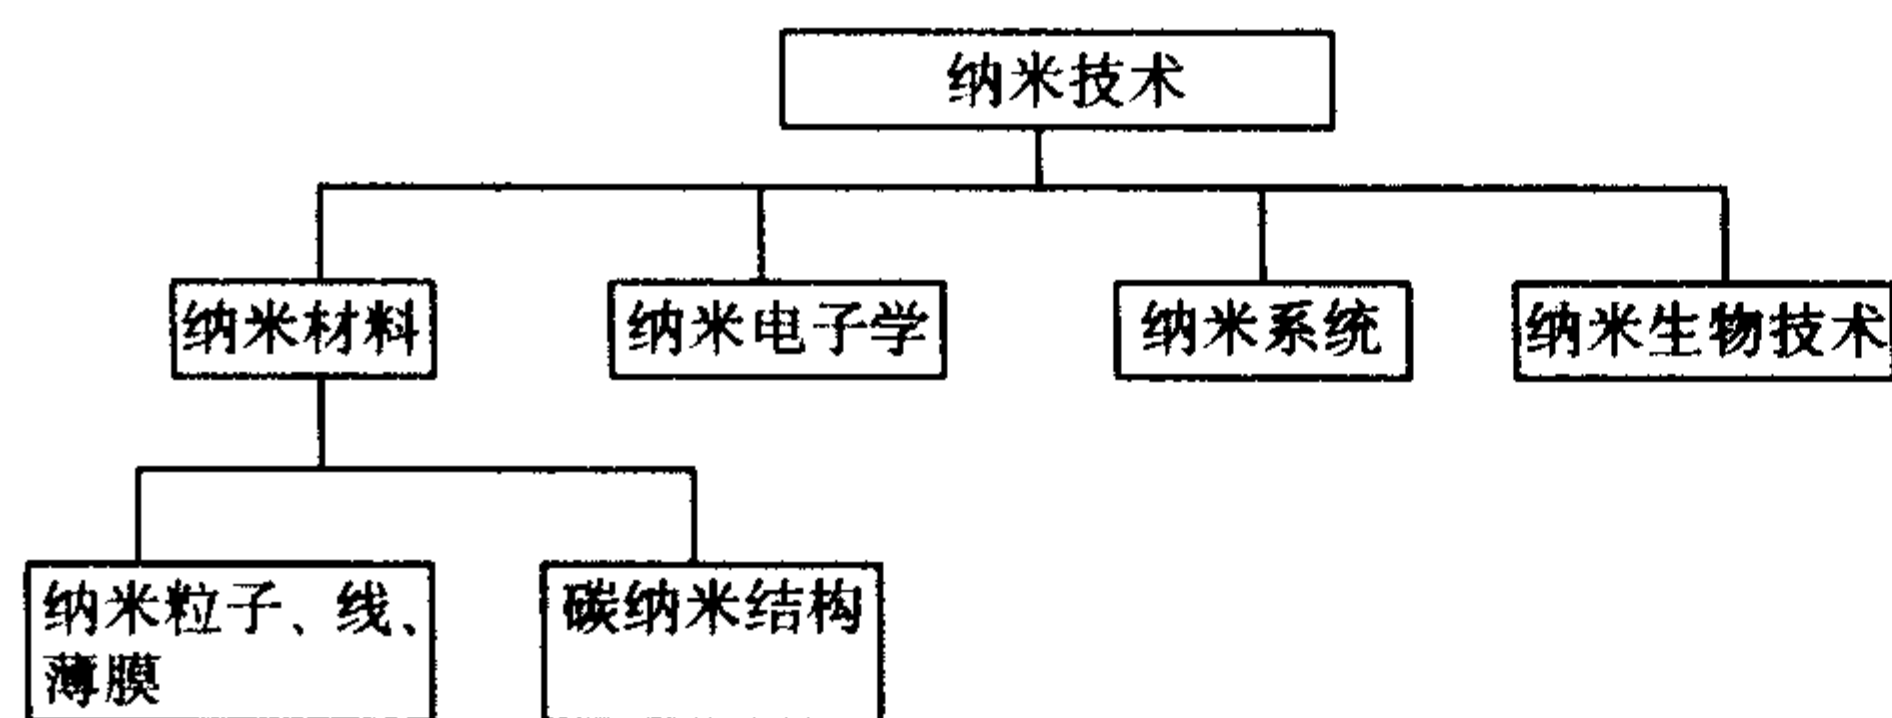 纳米技术
纳米材料
纳米电子学
纳米系统
纳米生物技术
纳米粒子、线、
薄膜
碳纳米结构